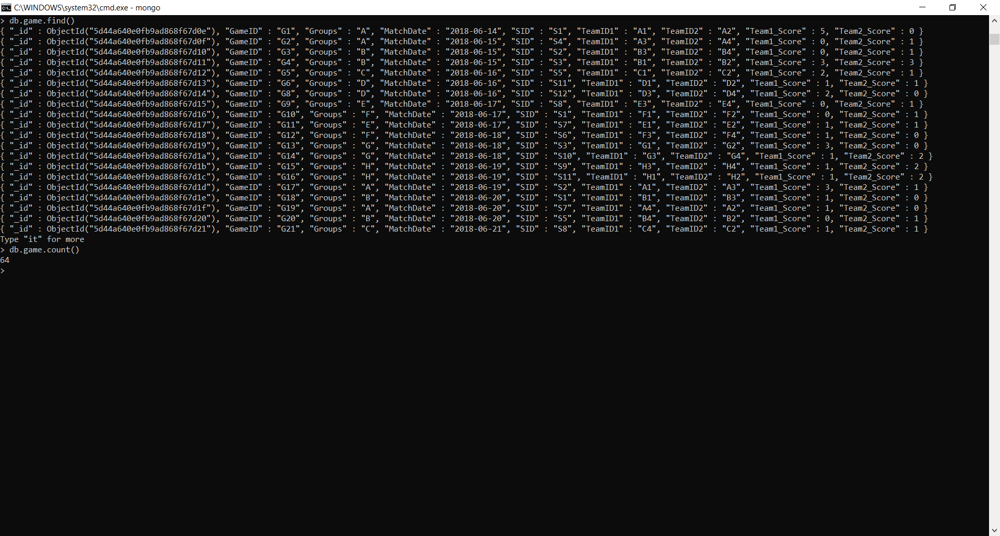 C:\WINDOWS\system32\cmd.exe - mongo
> db.game.find()
{ "_id" : ObjectId("5d44a640e0fb9ad868f67d0e"), "GameID" : "G1", "Groups" : "A", "MatchDate" : "2018-06-14", "SID" : "S1", "TeamID1" : "A1", "TeamID2" : "A2", "Team1_Score" : 5, "Team2_Score" : 0 }
{ "_id" : ObjectId("5d44a640e0fb9ad868f67d0f"), "GameID" : "G2", "Groups" : "A", "MatchDate" : "2018-06-15", "SID" : "S4", "TeamID1" : "A3", "TeamID2" : "A4", "Team1_Score" : 0, "Team2_Score" : 1 }
{ "_id" : ObjectId("5d44a640e0fb9ad868f67d10"), "GameID" : "G3", "Groups" : "B", "MatchDate" : "2018-06-15", "SID" : "S2", "TeamID1" : "B3", "TeamID2" : "B4", "Team1_Score" : 0, "Team2_Score" : 1 }
{ "_id" : ObjectId("5d44a640e0fb9ad868f67d11"), "GameID" : "G4", "Groups" : "B", "MatchDate" : "2018-06-15", "SID" : "S3", "TeamID1" : "B1", "TeamID2" : "B2", "Team1_Score" : 3, "Team2_Score" : 3 }
{ "_id" : ObjectId("5d44a640e0fb9ad868f67d12"), "GameID" : "G5", "Groups" : "C", "MatchDate" : "2018-06-16", "SID" : "S5", "TeamID1" : "C1", "TeamID2" : "C2", "Team1_Score" : 2, "Team2_Score" : 1 }
{ "_id" : ObjectId("5d44a640e0fb9ad868f67d13"), "GameID" : "G6", "Groups" : "D", "MatchDate" : "2018-06-16", "SID" : "S11", "TeamID1" : "D1", "TeamID2" : "D2", "Team1_Score" : 1, "Team2_Score" : 1 }
{ "_id" : ObjectId("5d44a640e0fb9ad868f67d14"), "GameID" : "G8", "Groups" : "D", "MatchDate" : "2018-06-16", "SID" : "S12", "TeamID1" : "D3", "TeamID2" : "D4", "Team1_Score" : 2, "Team2_Score" : 0 }
{ "_id" : ObjectId("5d44a640e0fb9ad868f67d15"), "GameID" : "G9", "Groups" : "E", "MatchDate" : "2018-06-17", "SID" : "S8", "TeamID1" : "E3", "TeamID2" : "E4", "Team1_Score" : 0, "Team2_Score" : 1 }
{ "_id" : ObjectId("5d44a640e0fb9ad868f67d16"), "GameID" : "G10", "Groups" : "F", "MatchDate" : "2018-06-17", "SID" : "S1", "TeamID1" : "F1", "TeamID2" : "F2", "Team1_Score" : 0, "Team2_Score" : 1 }
{ "_id" : ObjectId("5d44a640e0fb9ad868f67d17"), "GameID" : "G11", "Groups" : "E", "MatchDate" : "2018-06-17", "SID" : "S7", "TeamID1" : "E1", "TeamID2" : "E2", "Team1_Score" : 1, "Team2_Score" : 1 }
{ "_id" : ObjectId("5d44a640e0fb9ad868f67d18"), "GameID" : "G12", "Groups" : "F", "MatchDate" : "2018-06-18", "SID" : "S6", "TeamID1" : "F3", "TeamID2" : "F4", "Team1_Score" : 1, "Team2_Score" : 0 }
{ "_id" : ObjectId("5d44a640e0fb9ad868f67d19"), "GameID" : "G13", "Groups" : "G", "MatchDate" : "2018-06-18", "SID" : "S3", "TeamID1" : "G1", "TeamID2" : "G2", "Team1_Score" : 3, "Team2_Score" : 0 }
{ "_id" : ObjectId("5d44a640e0fb9ad868f67d1a"), "GameID" : "G14", "Groups" : "G", "MatchDate" : "2018-06-18", "SID" : "S10", "TeamID1" : "G3", "TeamID2" : "G4", "Team1_Score" : 1, "Team2_Score" : 2 }
{ "_id" : ObjectId("5d44a640e0fb9ad868f67d1b"), "GameID" : "G15", "Groups" : "H", "MatchDate" : "2018-06-19", "SID" : "S9", "TeamID1" : "H3", "TeamID2" : "H4", "Team1_Score" : 1, "Team2_Score" : 2 }
{ "_id" : ObjectId("5d44a640e0fb9ad868f67d1c"), "GameID" : "G16", "Groups" : "H", "MatchDate" : "2018-06-19", "SID" : "S11", "TeamID1" : "H1", "TeamID2" : "H2", "Team1_Score" : 1, "Team2_Score" : 2 }
{ "_id" : ObjectId("5d44a640e0fb9ad868f67d1d"), "GameID" : "G17", "Groups" : "A", "MatchDate" : "2018-06-19", "SID" : "S2", "TeamID1" : "A1", "TeamID2" : "A3", "Team1_Score" : 3, "Team2_Score" : 1 }
{ "_id" : ObjectId("5d44a640e0fb9ad868f67d1e"), "GameID" : "G18", "Groups" : "B", "MatchDate" : "2018-06-20", "SID" : "S1", "TeamID1" : "B1", "TeamID2" : "B3", "Team1_Score" : 1, "Team2_Score" : 0 }
{ "_id" : ObjectId("5d44a640e0fb9ad868f67d1f"), "GameID" : "G19", "Groups" : "A", "MatchDate" : "2018-06-20", "SID" : "S7", "TeamID1" : "A4", "TeamID2" : "A2", "Team1_Score" : 1, "Team2_Score" : 0 }
{ "_id" : ObjectId("5d44a640e0fb9ad868f67d20"), "GameID" : "G20", "Groups" : "B", "MatchDate" : "2018-06-20", "SID" : "S5", "TeamID1" : "B4", "TeamID2" : "B2", "Team1_Score" : 0, "Team2_Score" : 1 }
{ "_id" : ObjectId("5d44a640e0fb9ad868f67d21"), "GameID" : "G21", "Groups" : "C", "MatchDate" : "2018-06-21", "SID" : "S8", "TeamID1" : "C4", "TeamID2" : "C2", "Team1_Score" : 1, "Team2_Score" : 1 }
Type "it" for more
> db.game.count()
64
>